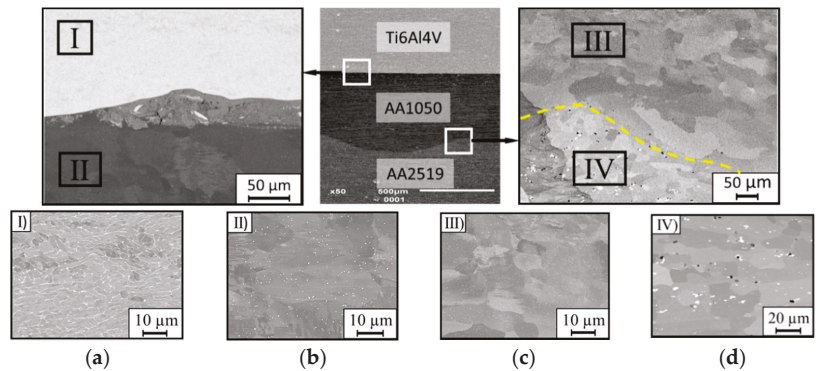 I
II
50 µm
Ti6Al4V
AA1050
AA2519
x50 500µm
0001
III
IV
50 µm
I)
10 µm
II)
10 µm
III)
10 µm
IV)
20 µm
(a) (b) (c) (d)